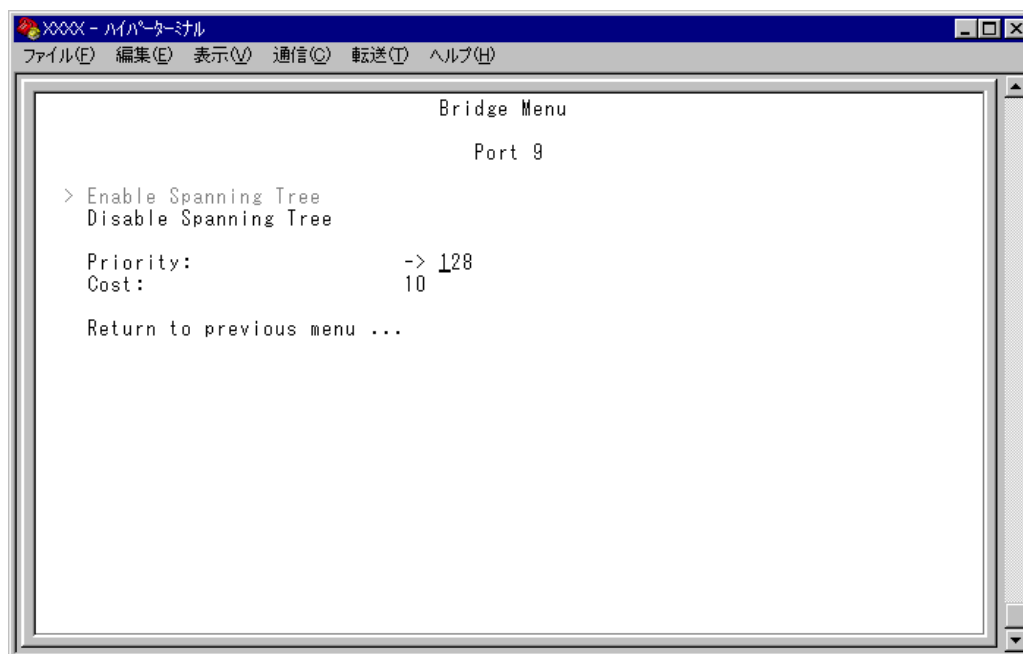 XXXX - ﾊｲﾊﾟｰﾀｰﾐﾅﾙ
ファイル(F) 編集(E) 表示(V) 通信(C) 転送(T) ヘルプ(H)
Bridge Menu
Port 9
> Enable Spanning Tree
Disable Spanning Tree
Priority: -> 128
Cost: 10
Return to previous menu ...